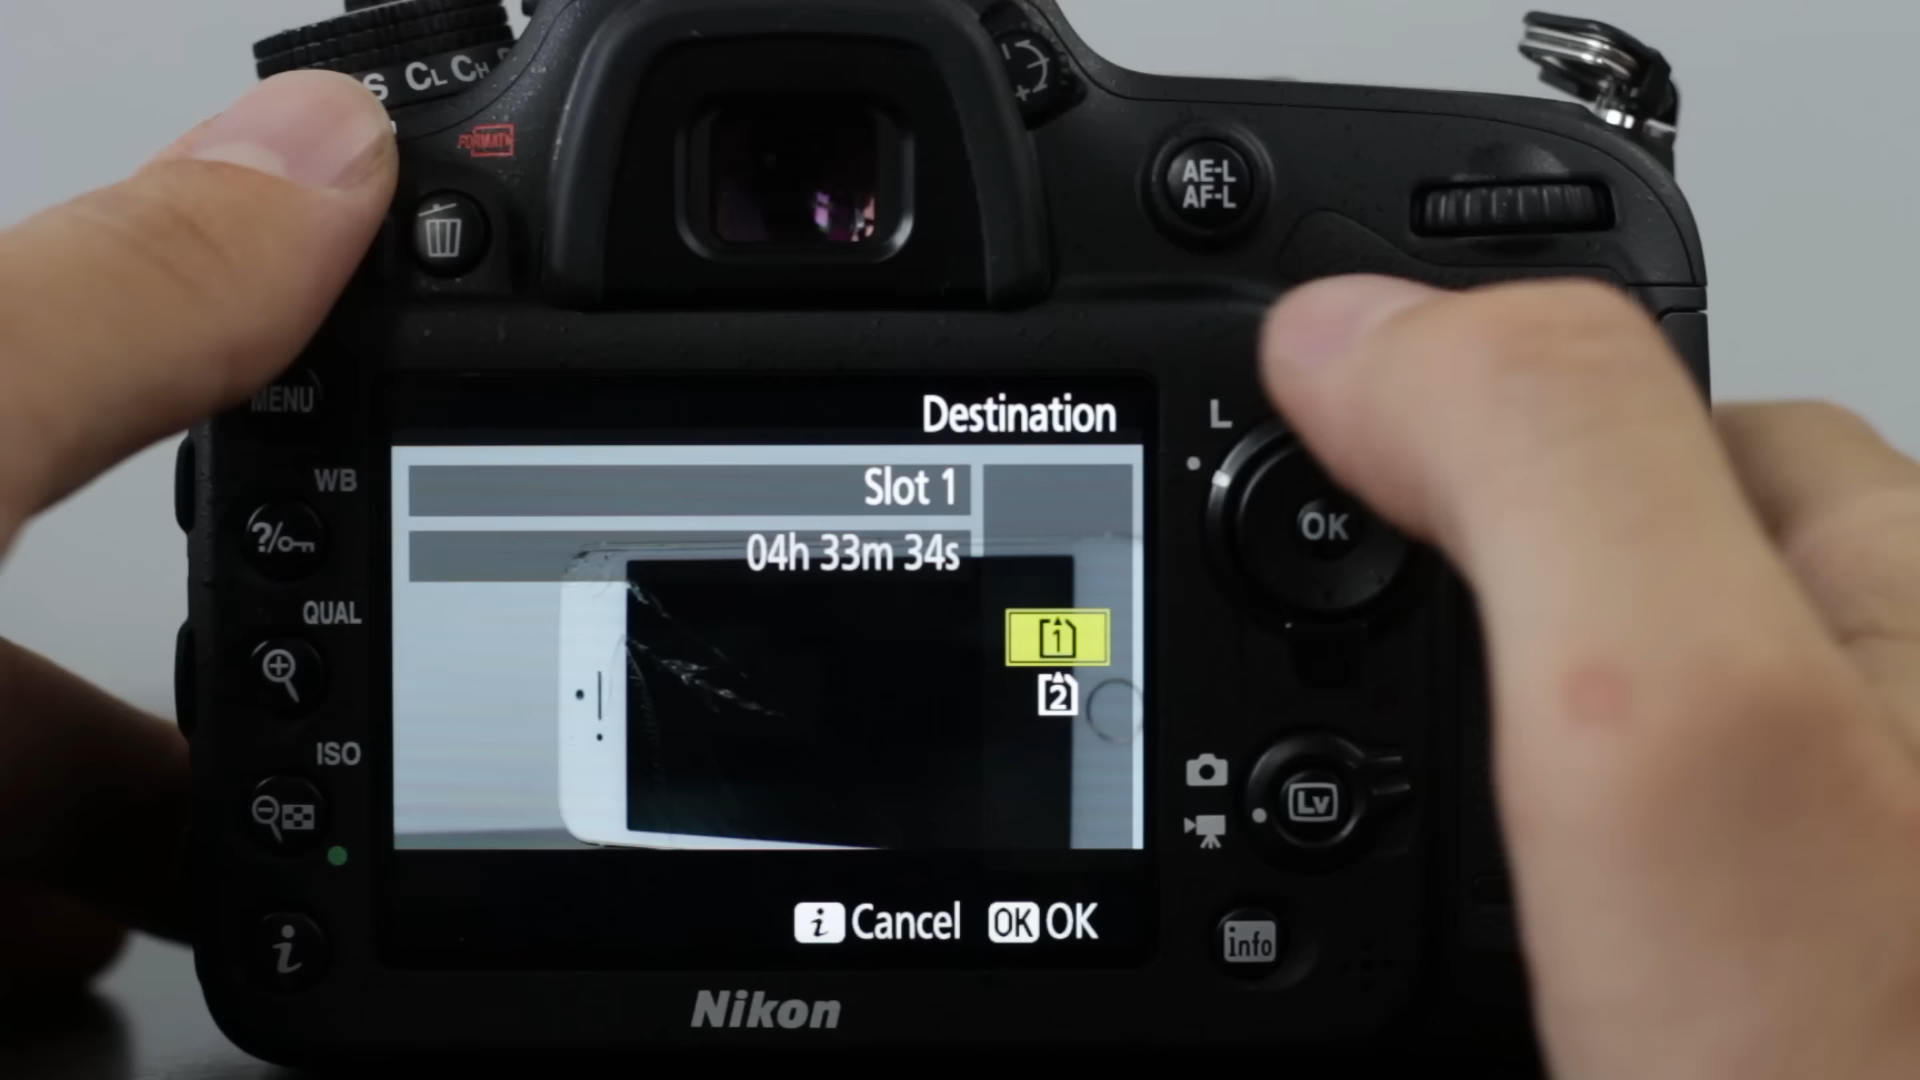 S CL CH
FORMAT
AE-L
AF-L
MENU
Destination
L
WB
Slot 1
?
OK
04h 33m 34s
QUAL
1
2
ISO
Lv
i Cancel OK OK
i
info
Nikon